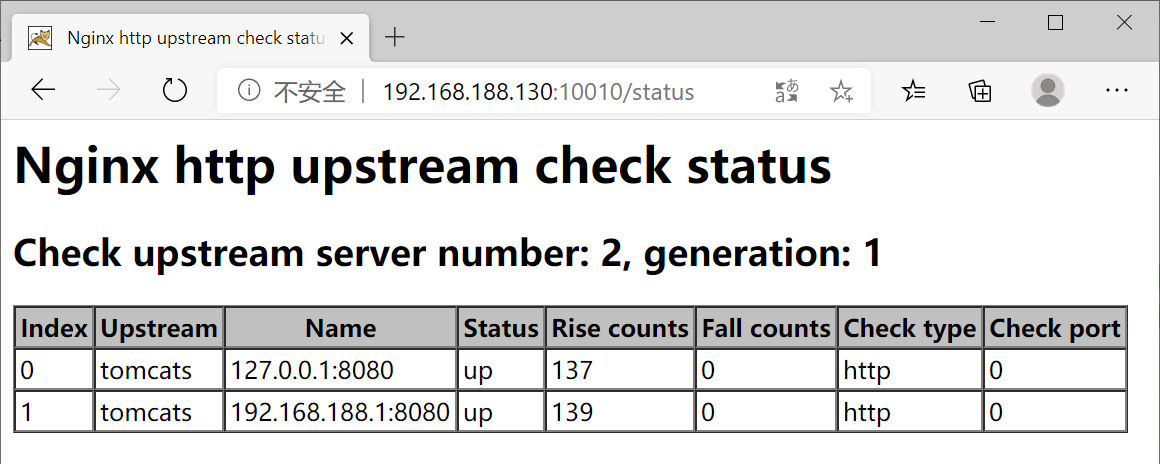 Nginx http upstream check statu
不安全 | 192.168.188.130:10010/status
Nginx http upstream check status
Check upstream server number: 2, generation: 1
Index Upstream Name Status Rise counts Fall counts Check type Check port
0 tomcats 127.0.0.1:8080 up 137 0 http 0
1 tomcats 192.168.188.1:8080 up 139 0 http 0